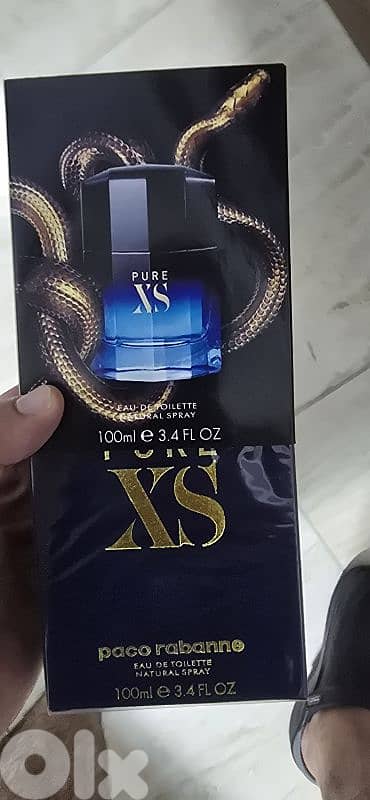 PURE
XS
EAU DE TOILETTE
NATURAL SPRAY
100ml e 3.4 FL OZ
PURE
XS
paco rabanne
EAU DE TOILETTE
NATURAL SPRAY
100ml e 3.4 FL OZ
Olx